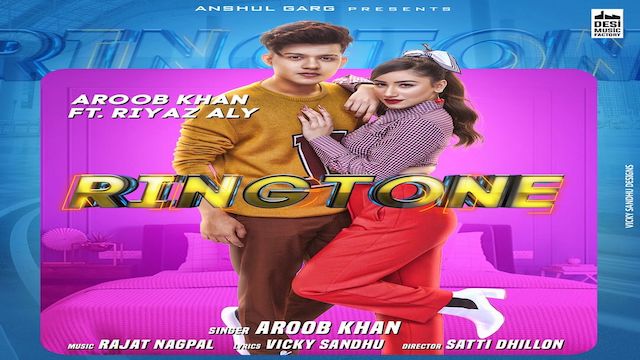 ANSHUL GARG PRESENTS
DESI
MUSIC
FACTORY
RINGTONE
AROOB KHAN
FT. RIYAZ ALY
RINGTONE
VICKY SANDHU DESIGNS
SINGER AROOB KHAN
MUSIC RAJAT NAGPAL LYRICS VICKY SANDHU DIRECTOR SATTI DHILLON